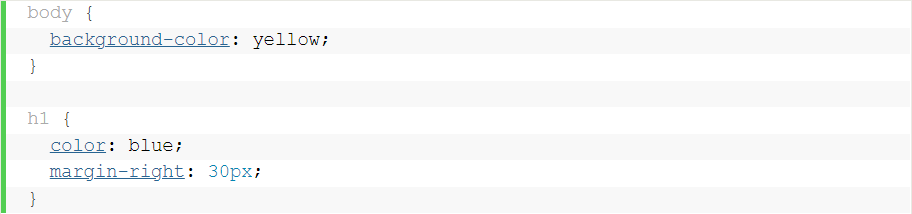 body {
  background-color: yellow;
}

h1 {
  color: blue;
  margin-right: 30px;
}